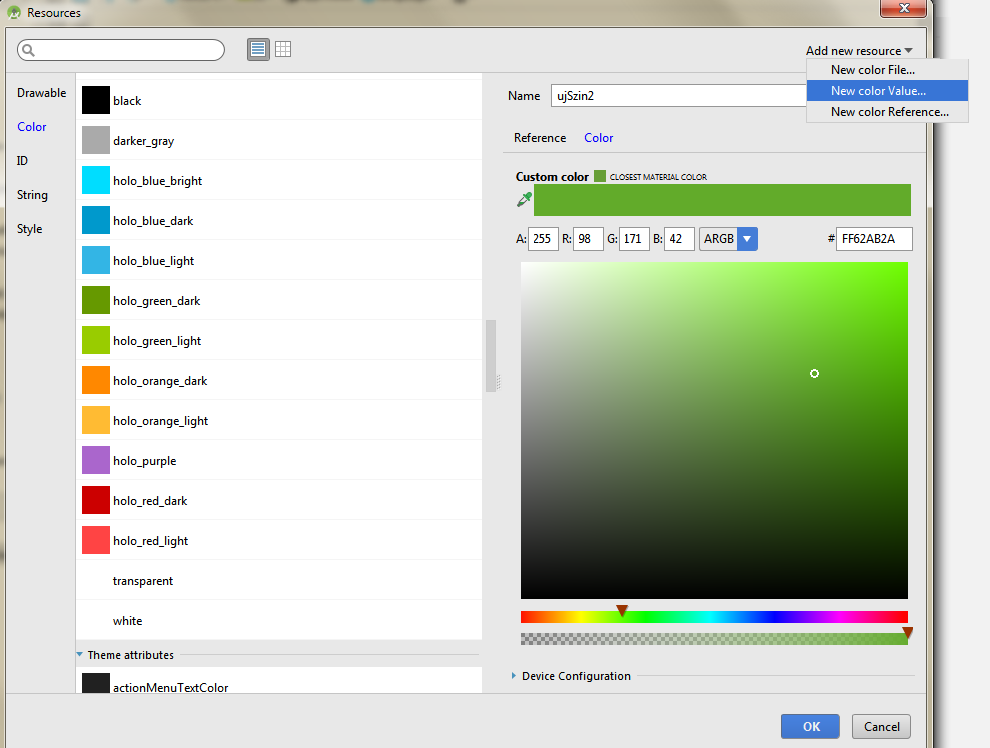 Resources
Add new resource
New color File...
New color Value...
New color Reference...
Drawable
Color
ID
String
Style
black
darker_gray
holo_blue_bright
holo_blue_dark
holo_blue_light
holo_green_dark
holo_green_light
holo_orange_dark
holo_orange_light
holo_purple
holo_red_dark
holo_red_light
transparent
white
Theme attributes
actionMenuTextColor
Name ujSzin2
Reference Color
Custom color CLOSEST MATERIAL COLOR
A: 255 R: 98 G: 171 B: 42 ARGB # FF62AB2A
Device Configuration
OK Cancel